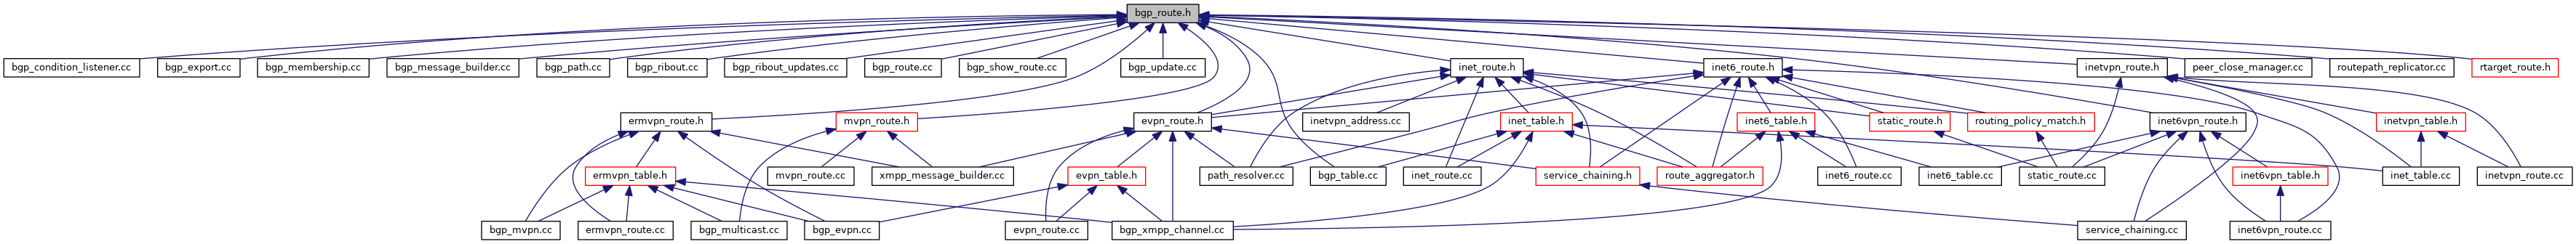 bgp_route.h
bgp_condition_listener.cc
bgp_export.cc
bgp_membership.cc
bgp_message_builder.cc
bgp_path.cc
bgp_ribout.cc
bgp_ribout_updates.cc
bgp_route.cc
bgp_show_route.cc
bgp_update.cc
inet_route.h
inet6_route.h
inetvpn_route.h
peer_close_manager.cc
routepath_replicator.cc
rtarget_route.h
ermvpn_route.h
mvpn_route.h
evpn_route.h
inetvpn_address.cc
inet_table.h
inet6_table.h
static_route.h
routing_policy_match.h
inet6vpn_route.h
inetvpn_table.h
ermvpn_table.h
mvpn_route.cc
xmpp_message_builder.cc
evpn_table.h
path_resolver.cc
bgp_table.cc
inet_route.cc
service_chaining.h
route_aggregator.h
inet6_route.cc
inet6_table.cc
static_route.cc
inet6vpn_table.h
inet_table.cc
inetvpn_route.cc
bgp_mvpn.cc
ermvpn_route.cc
bgp_multicast.cc
bgp_evpn.cc
evpn_route.cc
bgp_xmpp_channel.cc
service_chaining.cc
inet6vpn_route.cc